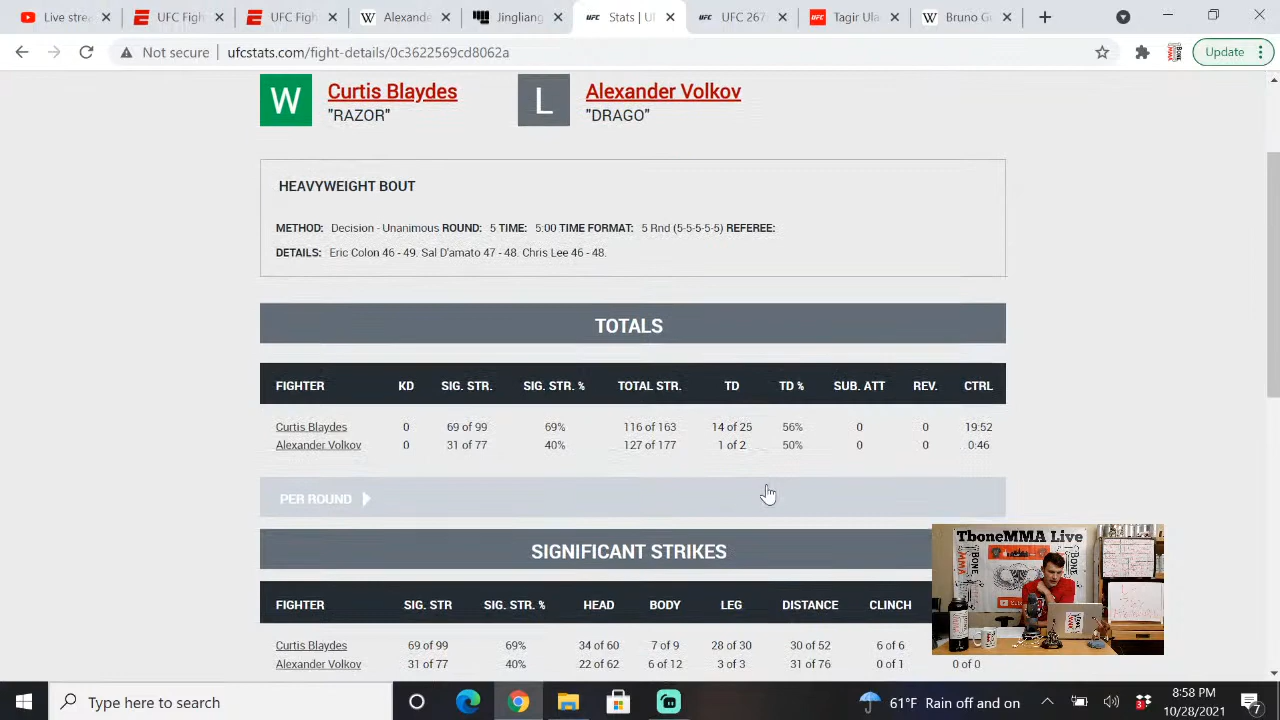 Live stre
UFC Figh
UFC Figh
Alexand
Jingliang
Stats | U
UFC 267
Tagir Ula
Bruno G
Not secure ufcstats.com/fight-details/0c3622569cd8062a Update
W Curtis Blaydes L Alexander Volkov
"RAZOR" "DRAGO"
HEAVYWEIGHT BOUT
METHOD: Decision - Unanimous ROUND: 5 TIME: 5:00 TIME FORMAT: 5 Rnd (5-5-5-5-5) REFEREE:
DETAILS: Eric Colon 46 - 49. Sal D'amato 47 - 48. Chris Lee 46 - 48.
TOTALS
FIGHTER KD SIG. STR. SIG. STR. % TOTAL STR. TD TD % SUB. ATT REV. CTRL
Curtis Blaydes 0 69 of 99 69% 116 of 163 14 of 25 56% 0 0 19:52
Alexander Volkov 0 31 of 77 40% 127 of 177 1 of 2 50% 0 0 0:46
PER ROUND
SIGNIFICANT STRIKES
FIGHTER SIG. STR SIG. STR. % HEAD BODY LEG DISTANCE CLINCH
Curtis Blaydes 69 of 99 69% 34 of 60 7 of 9 28 of 30 30 of 52 6 of 6
Alexander Volkov 31 of 77 40% 22 of 62 6 of 12 3 of 3 31 of 76 0 of 1 0 of 0
TboneMMA Live
Type here to search
61°F Rain off and on
3
8:58 PM
10/28/2021
7